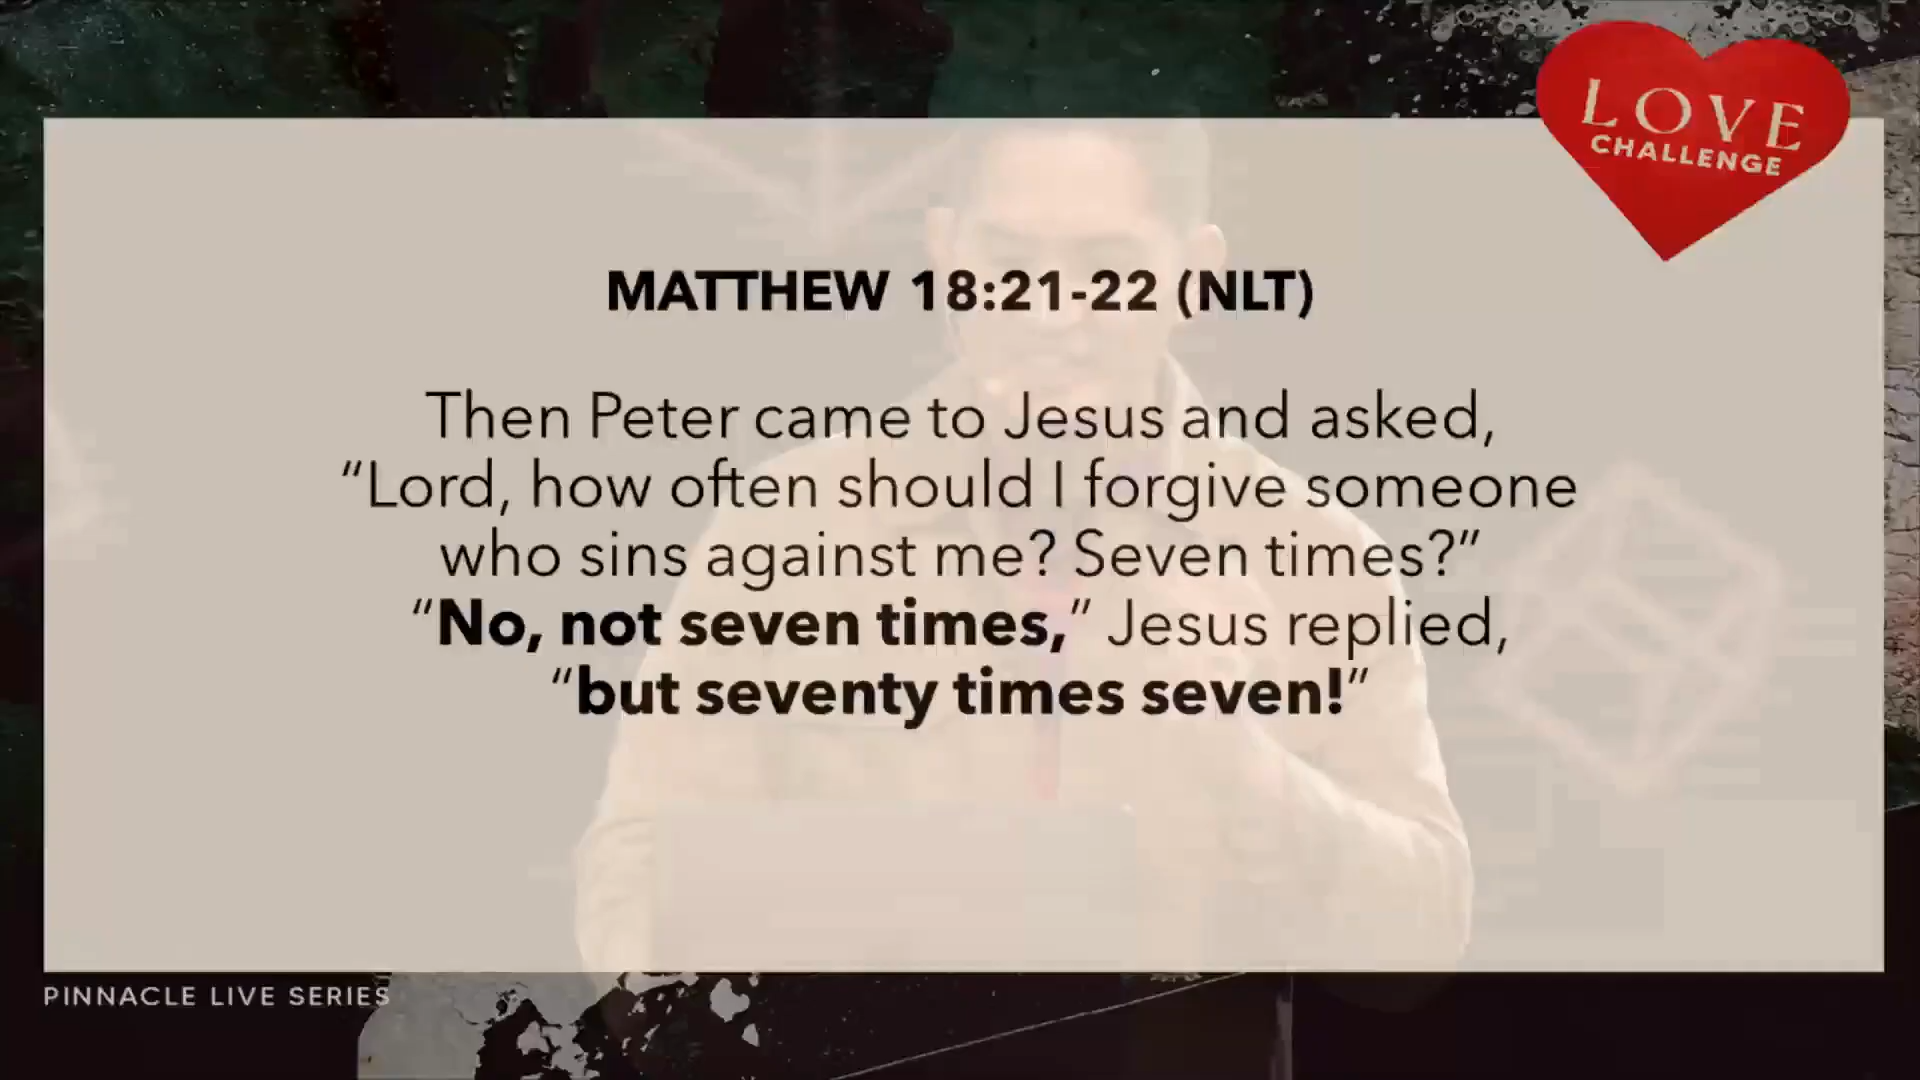 LOVE
CHALLENGE
MATTHEW 18:21-22 (NLT)
Then Peter came to Jesus and asked,
“Lord, how often should I forgive someone
who sins against me? Seven times?”
“No, not seven times,” Jesus replied,
“but seventy times seven!”
PINNACLE LIVE SERIES